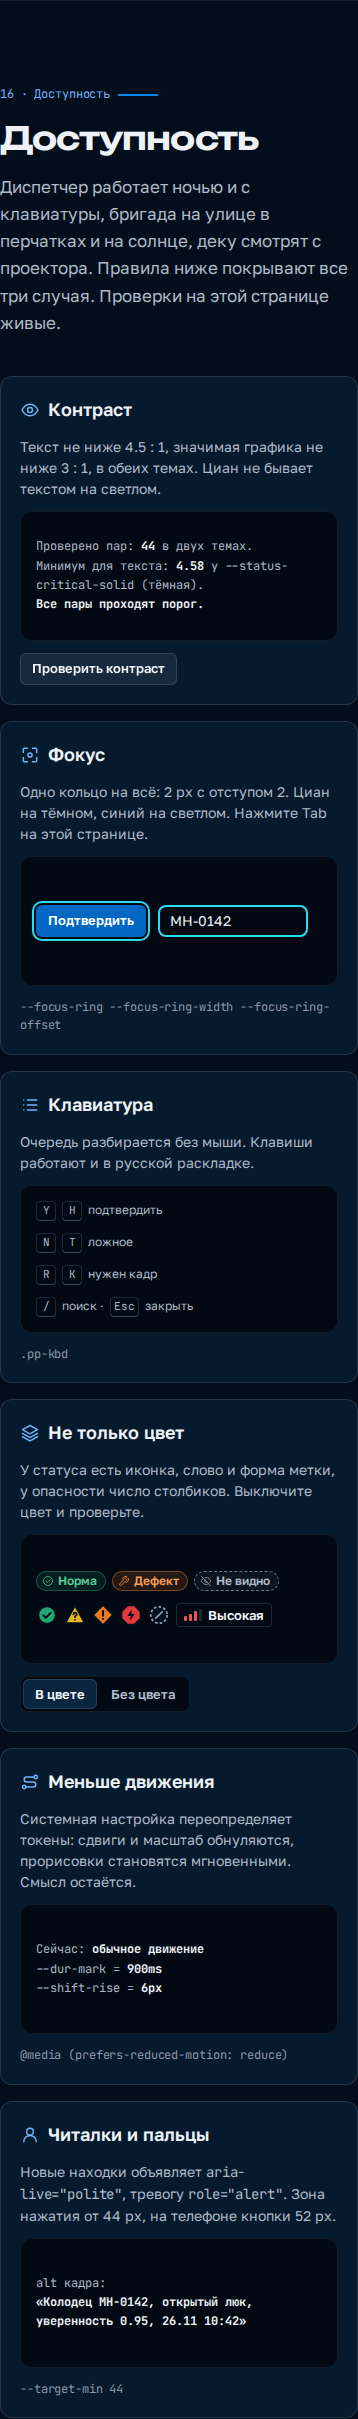 16 · Доступность
Доступность
Диспетчер работает ночью и с
клавиатуры, бригада на улице в
перчатках и на солнце, деку смотрят с
проектора. Правила ниже покрывают все
три случая. Проверки на этой странице
живые.
Контраст
Текст не ниже 4.5 : 1, значимая графика не
ниже 3 : 1, в обеих темах. Циан не бывает
текстом на светлом.
Проверено пар: 44 в двух темах.
Минимум для текста: 4.58 у --status-
critical-solid (тёмная).
Все пары проходят порог.
Проверить контраст
Фокус
Одно кольцо на всё: 2 px с отступом 2. Циан
на тёмном, синий на светлом. Нажмите Tab
на этой странице.
Подтвердить
МН-0142
--focus-ring --focus-ring-width --focus-ring-
offset
Клавиатура
Очередь разбирается без мыши. Клавиши
работают и в русской раскладке.
Y H подтвердить
N T ложное
R K нужен кадр
/ поиск · Esc закрыть
.pp-kbd
Не только цвет
У статуса есть иконка, слово и форма метки,
у опасности число столбиков. Выключите
цвет и проверьте.
Норма Дефект Не видно
Высокая
В цвете Без цвета
Меньше движения
Системная настройка переопределяет
токены: сдвиги и масштаб обнуляются,
прорисовки становятся мгновенными.
Смысл остаётся.
Сейчас: обычное движение
--dur-mark = 900ms
--shift-rise = 6px
@media (prefers-reduced-motion: reduce)
Читалки и пальцы
Новые находки объявляет aria-
live="polite", тревогу role="alert". Зона
нажатия от 44 px, на телефоне кнопки 52 px.
alt кадра:
«Колодец МН-0142, открытый люк,
уверенность 0.95, 26.11 10:42»
--target-min 44